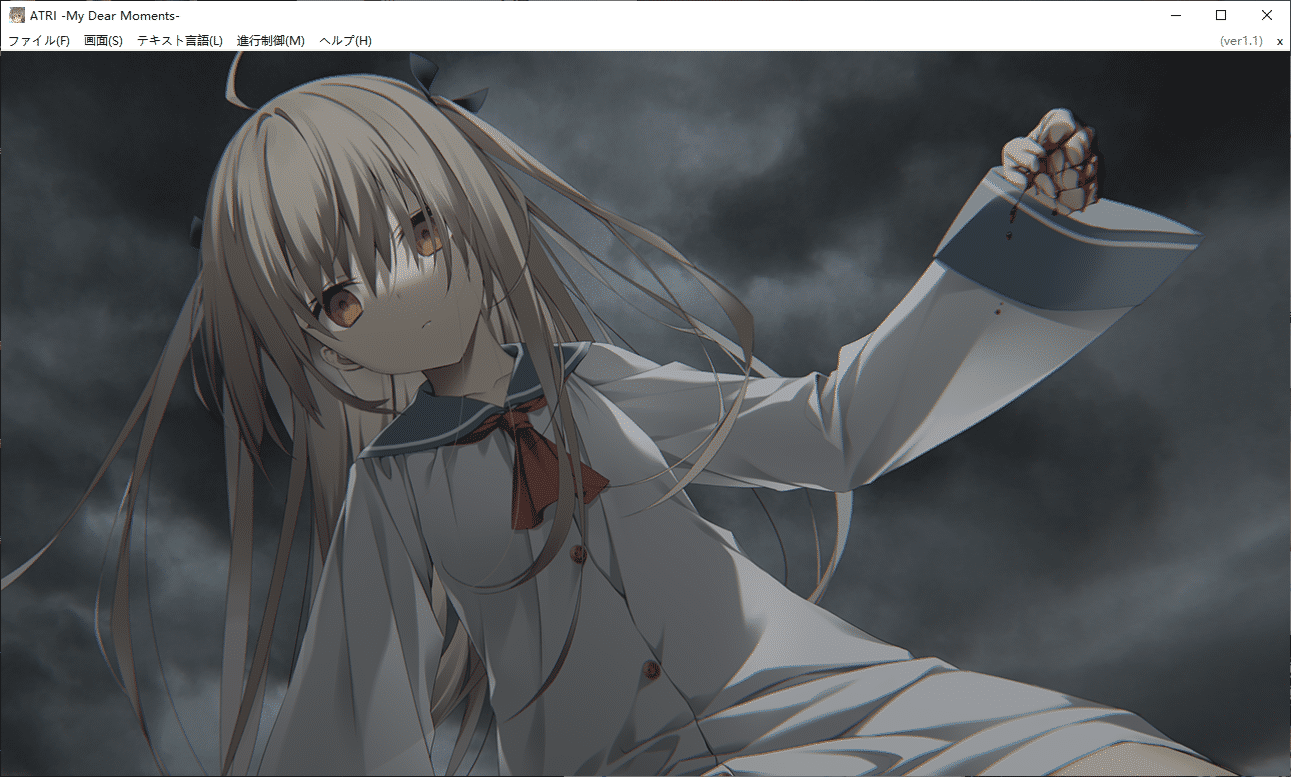 ATRI -My Dear Moments-
ファイル(F) 画面(S) テキスト言語(L) 進行制御(M) ヘルプ(H) (ver1.1) x